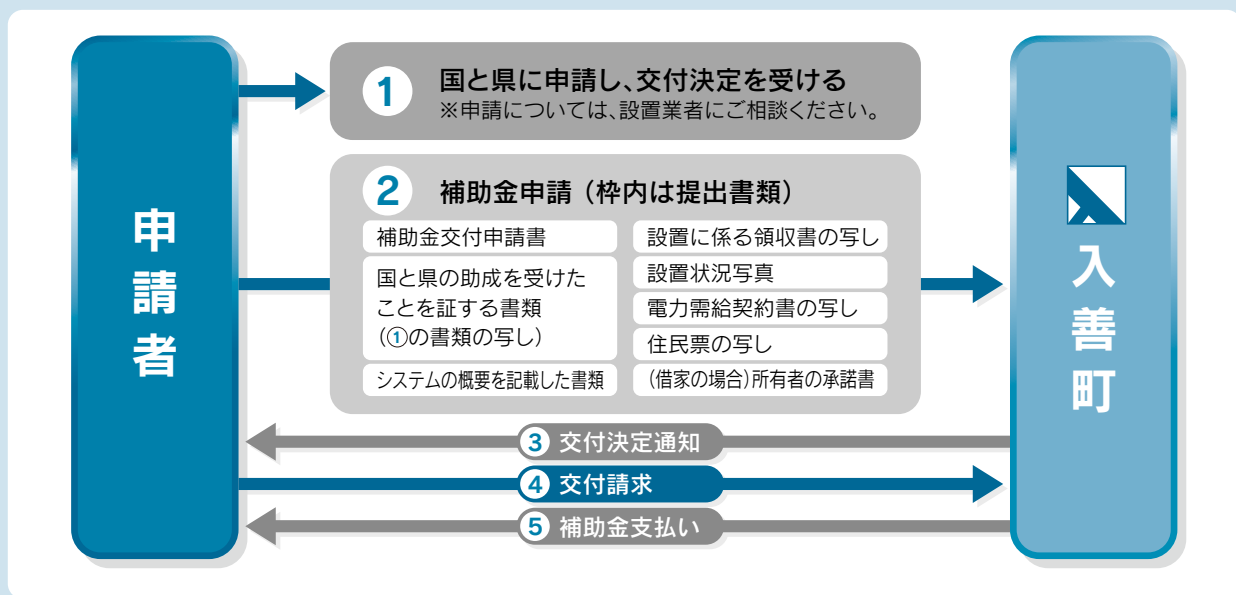 申請者
1 国と県に申請し、交付決定を受ける
※申請については、設置業者にご相談ください。
2 補助金申請（枠内は提出書類）
補助金交付申請書
国と県の助成を受けた
ことを証する書類
（①の書類の写し）
システムの概要を記載した書類
設置に係る領収書の写し
設置状況写真
電力需給契約書の写し
住民票の写し
（借家の場合）所有者の承諾書
3 交付決定通知
4 交付請求
5 補助金支払い
入善町